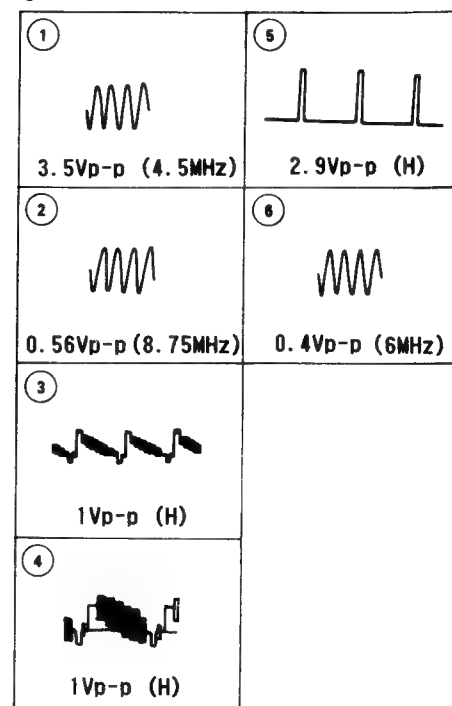 1
3.5Vp-p (4.5MHz)
2
0.56Vp-p (8.75MHz)
3
1Vp-p (H)
4
1Vp-p (H)
5
2.9Vp-p (H)
6
0.4Vp-p (6MHz)